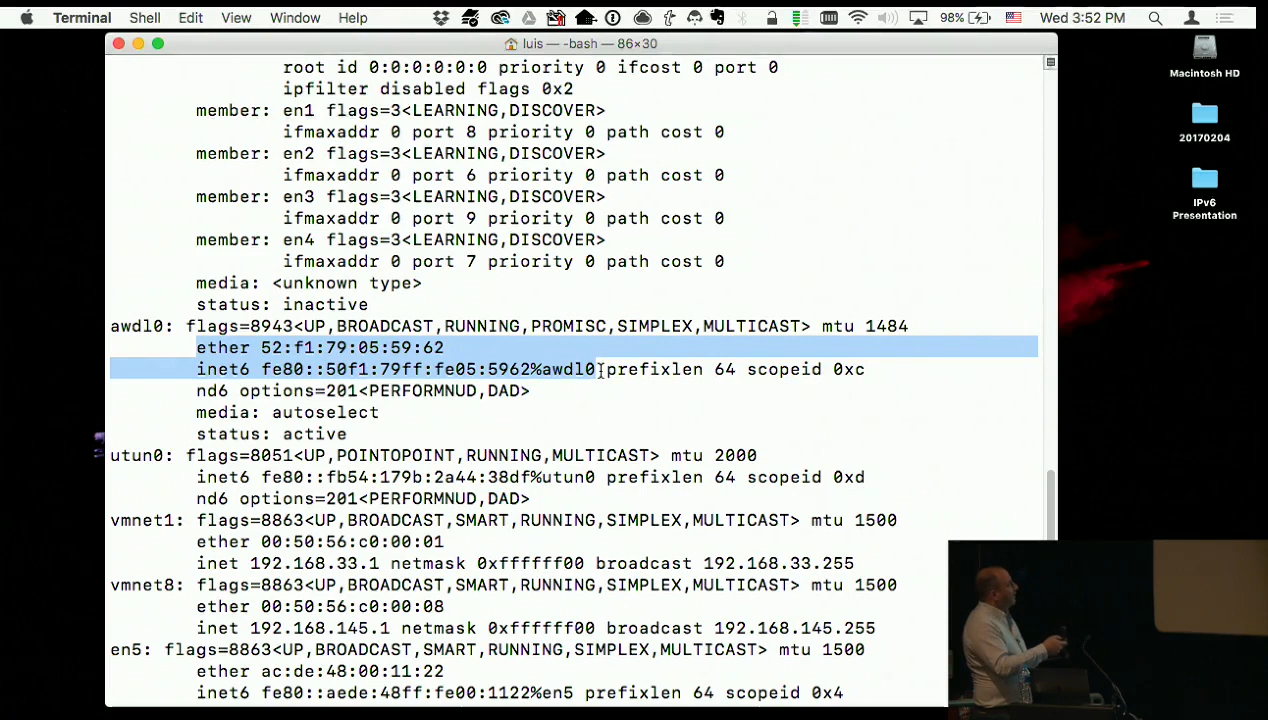 Terminal Shell Edit View Window Help 98% Wed 3:52 PM
luis — -bash — 86×30
Macintosh HD
20170204
IPv6
Presentation
root id 0:0:0:0:0:0 priority 0 ifcost 0 port 0
ipfilter disabled flags 0x2
member: en1 flags=3<LEARNING,DISCOVER>
ifmaxaddr 0 port 8 priority 0 path cost 0
member: en2 flags=3<LEARNING,DISCOVER>
ifmaxaddr 0 port 6 priority 0 path cost 0
member: en3 flags=3<LEARNING,DISCOVER>
ifmaxaddr 0 port 9 priority 0 path cost 0
member: en4 flags=3<LEARNING,DISCOVER>
ifmaxaddr 0 port 7 priority 0 path cost 0
media: <unknown type>
status: inactive
awdl0: flags=8943<UP,BROADCAST,RUNNING,PROMISC,SIMPLEX,MULTICAST> mtu 1484
ether 52:f1:79:05:59:62
inet6 fe80::50f1:79ff:fe05:5962%awdl0 prefixlen 64 scopeid 0xc
nd6 options=201<PERFORMNUD,DAD>
media: autoselect
status: active
utun0: flags=8051<UP,POINTOPOINT,RUNNING,MULTICAST> mtu 2000
inet6 fe80::fb54:179b:2a44:38df%utun0 prefixlen 64 scopeid 0xd
nd6 options=201<PERFORMNUD,DAD>
vmnet1: flags=8863<UP,BROADCAST,SMART,RUNNING,SIMPLEX,MULTICAST> mtu 1500
ether 00:50:56:c0:00:01
inet 192.168.33.1 netmask 0xffffff00 broadcast 192.168.33.255
vmnet8: flags=8863<UP,BROADCAST,SMART,RUNNING,SIMPLEX,MULTICAST> mtu 1500
ether 00:50:56:c0:00:08
inet 192.168.145.1 netmask 0xffffff00 broadcast 192.168.145.255
en5: flags=8863<UP,BROADCAST,SMART,RUNNING,SIMPLEX,MULTICAST> mtu 1500
ether ac:de:48:00:11:22
inet6 fe80::aede:48ff:fe00:1122%en5 prefixlen 64 scopeid 0x4